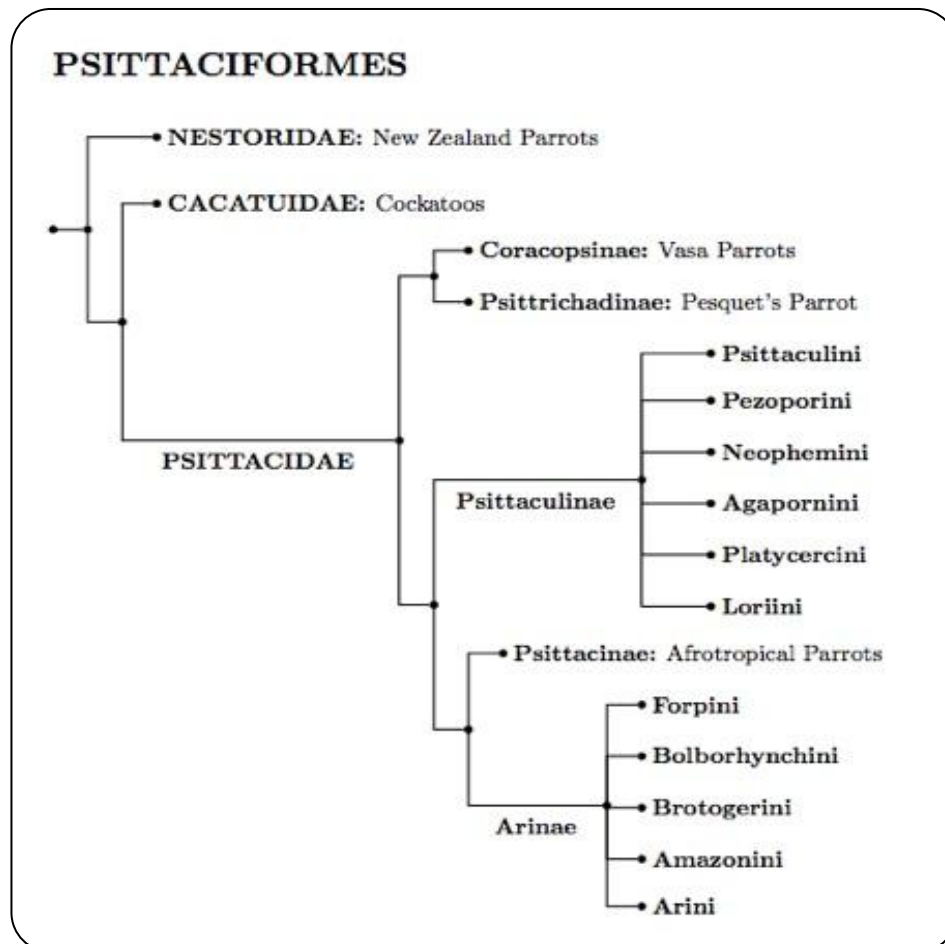 PSITTACIFORMES
NESTORIDAE: New Zealand Parrots
CACATUIDAE: Cockatoos
Coracopsinae: Vasa Parrots
Psittrichadinae: Pesquet's Parrot
Psittaculini
Pezoporini
Neophemini
PSITTACIDAE
Psittaculinae
Agapornini
Platycercini
Loriini
Psittacinae: Afrotropical Parrots
Forpini
Bolborhynchini
Brotogerini
Arinae
Amazonini
Arini